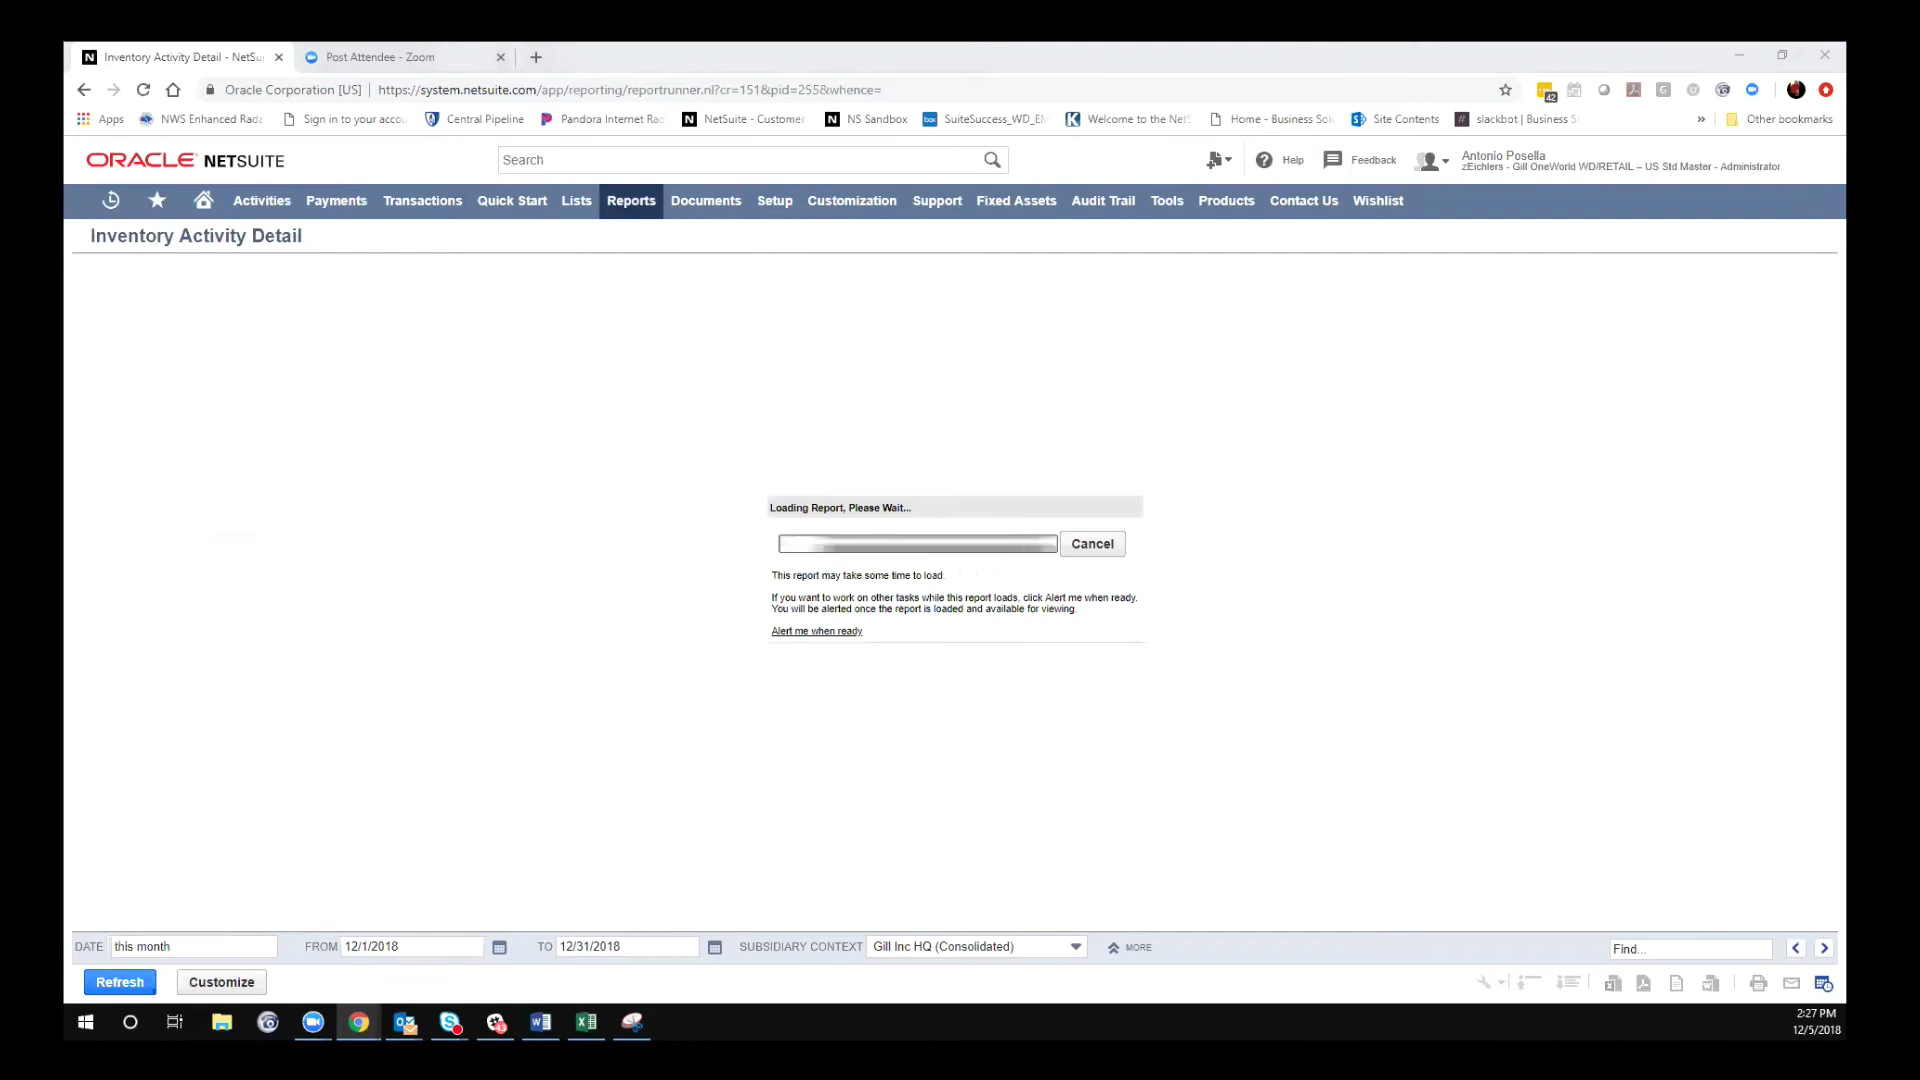 Inventory Activity Detail - NetSui
Post Attendee - Zoom
Oracle Corporation [US] | https://system.netsuite.com/app/reporting/reportrunner.nl?cr=151&pid=255&whence=
42
Apps
NWS Enhanced Rada
Sign in to your accou
Central Pipeline
Pandora Internet Rad
NetSuite - Customer
NS Sandbox
SuiteSuccess_WD_EM
Welcome to the NetS
Home - Business Solu
Site Contents
slackbot | Business S
Other bookmarks
ORACLE NETSUITE
Search
Help
Feedback
Antonio Posella
zEichlers - Gill OneWorld WD/RETAIL – US Std Master - Administrator
Activities Payments Transactions Quick Start Lists Reports Documents Setup Customization Support Fixed Assets Audit Trail Tools Products Contact Us Wishlist
Inventory Activity Detail
Loading Report, Please Wait...
Cancel
This report may take some time to load.
If you want to work on other tasks while this report loads, click Alert me when ready.
You will be alerted once the report is loaded and available for viewing.
Alert me when ready
DATE this month FROM 12/1/2018 TO 12/31/2018 SUBSIDIARY CONTEXT Gill Inc HQ (Consolidated) MORE Find...
Refresh Customize
2:27 PM
12/5/2018